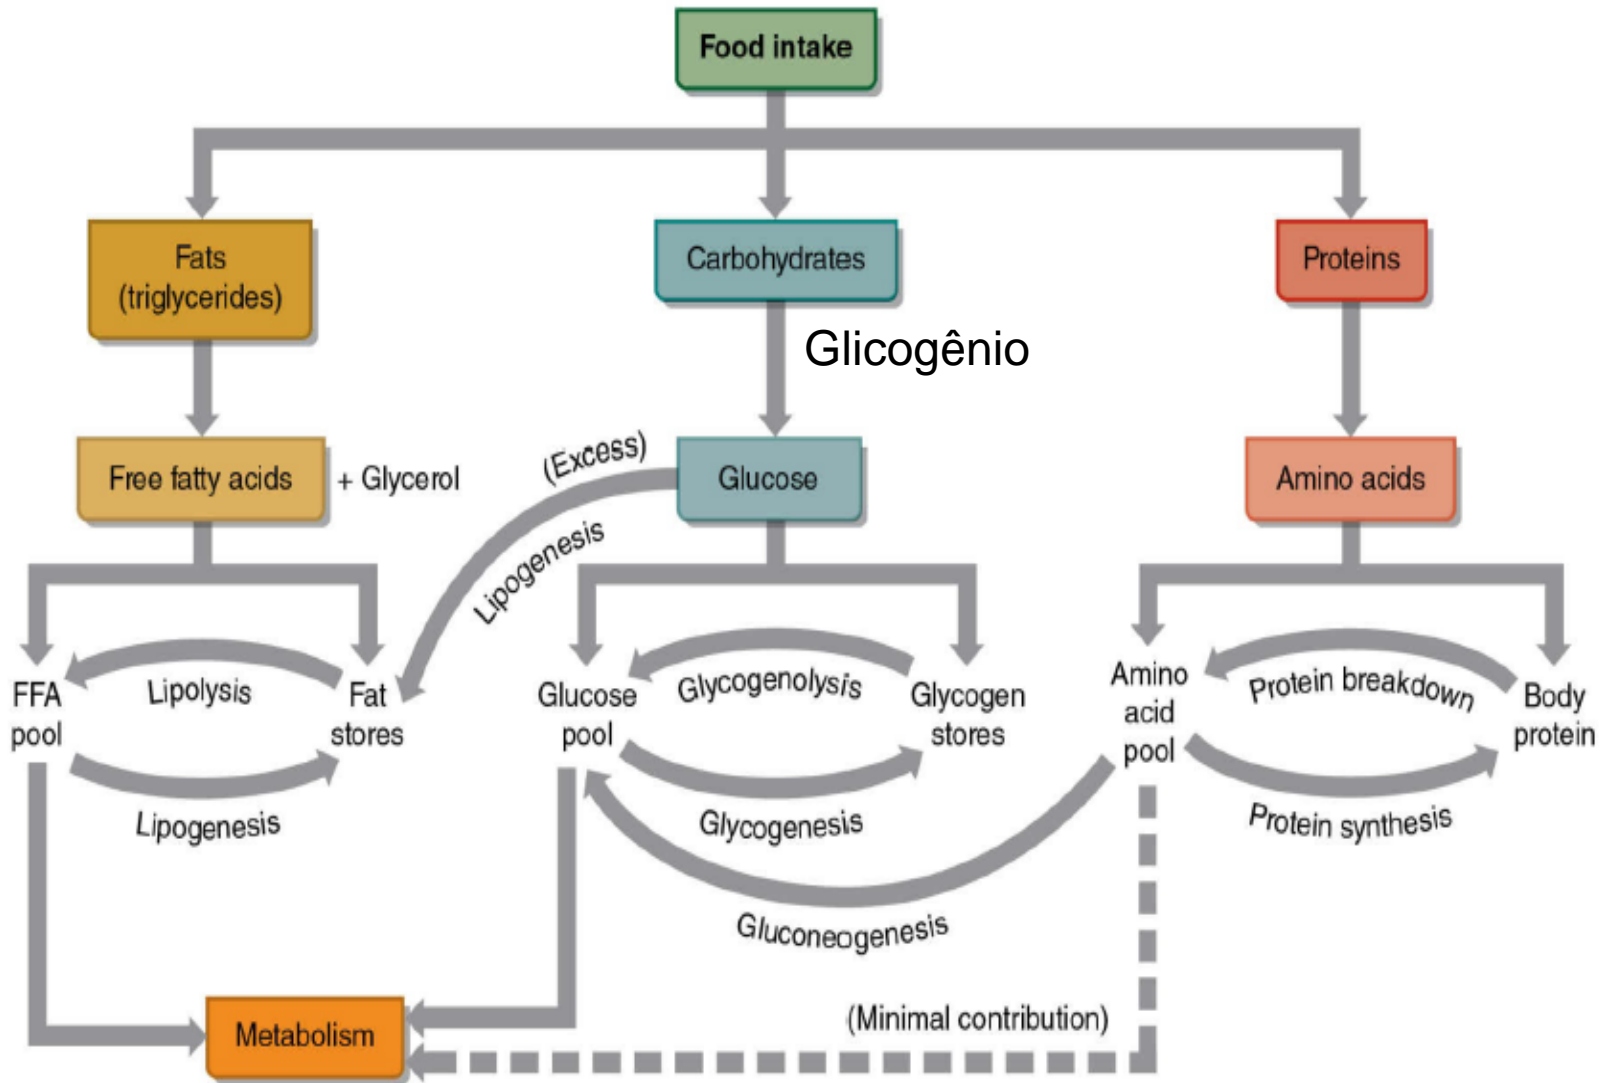 Food intake
Fats
(triglycerides)
Carbohydrates
Proteins
Glicogênio
Free fatty acids
+ Glycerol
(Excess)
Lipogenesis
Glucose
Amino acids
FFA
pool
Lipolysis
Fat
stores
Lipogenesis
Glucose
pool
Glycogenolysis
Glycogen
stores
Glycogenesis
Amino
acid
pool
Protein breakdown
Body
protein
Protein synthesis
Gluconeogenesis
(Minimal contribution)
Metabolism